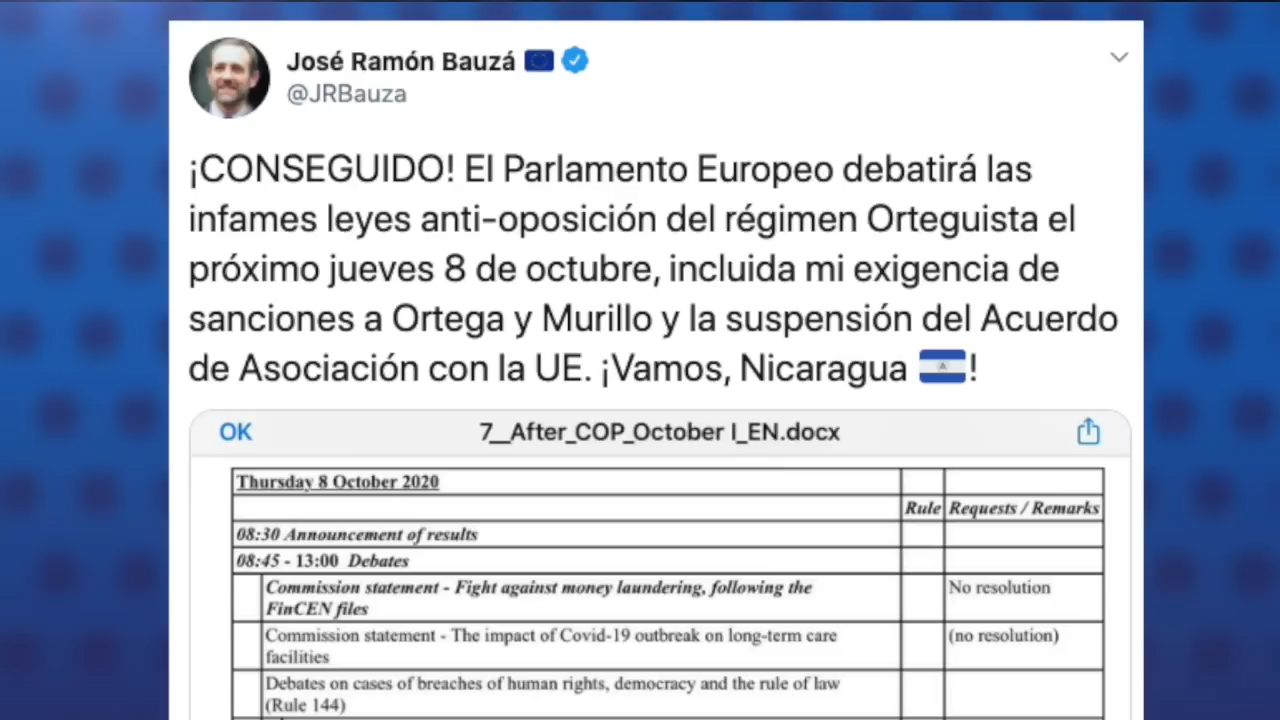 José Ramón Bauzá
@JRBauza
¡CONSEGUIDO! El Parlamento Europeo debatirá las
infames leyes anti-oposición del régimen Orteguista el
próximo jueves 8 de octubre, incluida mi exigencia de
sanciones a Ortega y Murillo y la suspensión del Acuerdo
de Asociación con la UE. ¡Vamos, Nicaragua 🇳🇮!
OK 7__After_COP_October I_EN.docx
Thursday 8 October 2020
Rule Requests / Remarks
08:30 Announcement of results
08:45 - 13:00 Debates
Commission statement - Fight against money laundering, following the
FinCEN files
No resolution
Commission statement - The impact of Covid-19 outbreak on long-term care
facilities
(no resolution)
Debates on cases of breaches of human rights, democracy and the rule of law
(Rule 144)